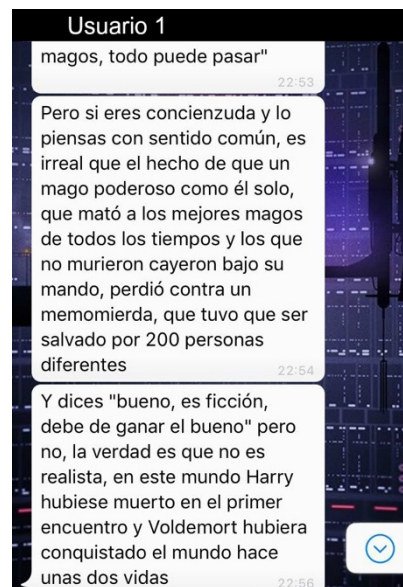 Usuario 1
magos, todo puede pasar"
22:53
Pero si eres concienzuda y lo
piensas con sentido común, es
irreal que el hecho de que un
mago poderoso como él solo,
que mató a los mejores magos
de todos los tiempos y los que
no murieron cayeron bajo su
mando, perdió contra un
memomierda, que tuvo que ser
salvado por 200 personas
diferentes
22:54
Y dices "bueno, es ficción,
debe de ganar el bueno" pero
no, la verdad es que no es
realista, en este mundo Harry
hubiese muerto en el primer
encuentro y Voldemort hubiera
conquistado el mundo hace
unas dos vidas
22:56